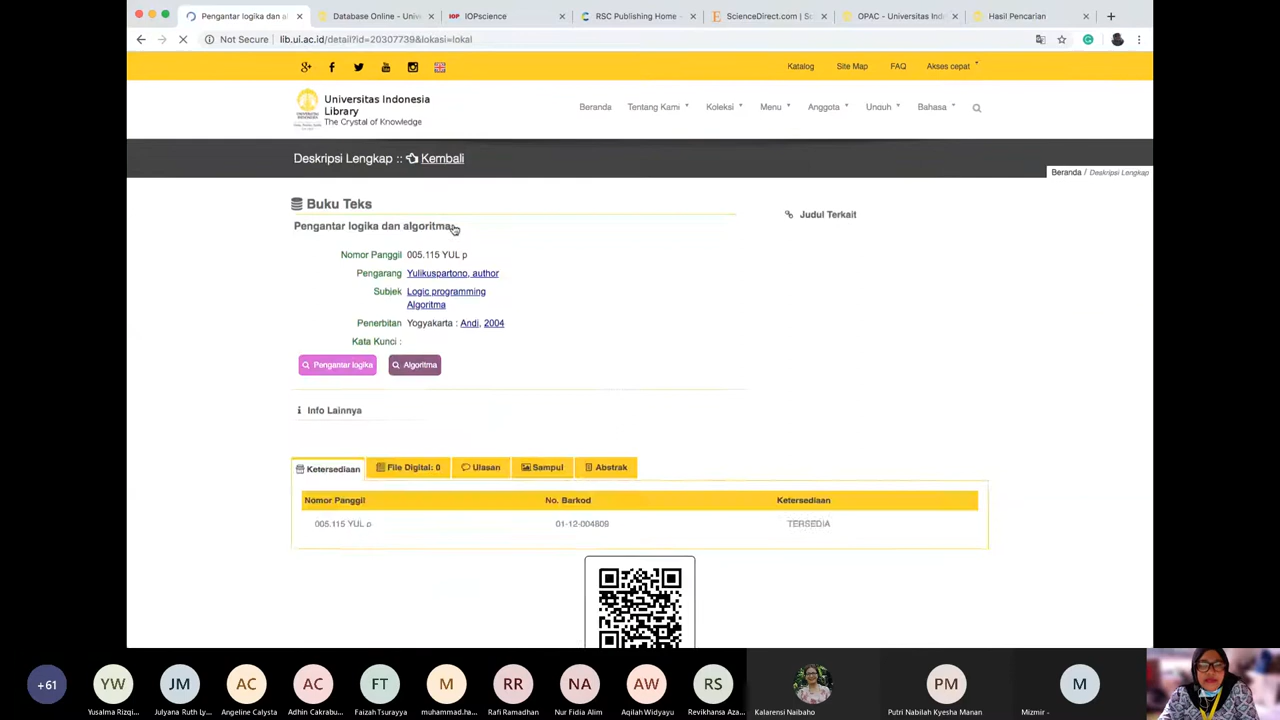 Pengantar logika dan al
Database Online - Unive
IOPscience
RSC Publishing Home -
ScienceDirect.com | Sc
OPAC - Universitas Ind
Hasil Pencarian
Not Secure lib.ui.ac.id/detail?id=20307739&lokasi=lokal
Katalog Site Map FAQ Akses cepat
Universitas Indonesia
Library
The Crystal of Knowledge
Beranda Tentang Kami Koleksi Menu Anggota Unduh Bahasa
Deskripsi Lengkap :: Kembali
Beranda / Deskripsi Lengkap
Buku Teks
Judul Terkait
Pengantar logika dan algoritma
Nomor Panggil 005.115 YUL p
Pengarang Yulikuspartono, author
Subjek Logic programming
Algoritma
Penerbitan Yogyakarta : Andi, 2004
Kata Kunci :
Pengantar logika Algoritma
Info Lainnya
Ketersediaan File Digital: 0 Ulasan Sampul Abstrak
Nomor Panggil No. Barkod Ketersediaan
005.115 YUL p 01-12-004809 TERSEDIA
+61 YW JM AC AC FT M RR NA AW RS PM M
Yusalma Rizqi... Julyana Ruth Ly... Angeline Calysta Adhin Cakrabu... Faizah Tsurayya muhammad.ha... Rafi Ramadhan Nur Fidia Alim Aqilah Widyayu Revikhansa Aza... Kalarensi Naibaho Putri Nabilah Kyesha Manan Mizmir -